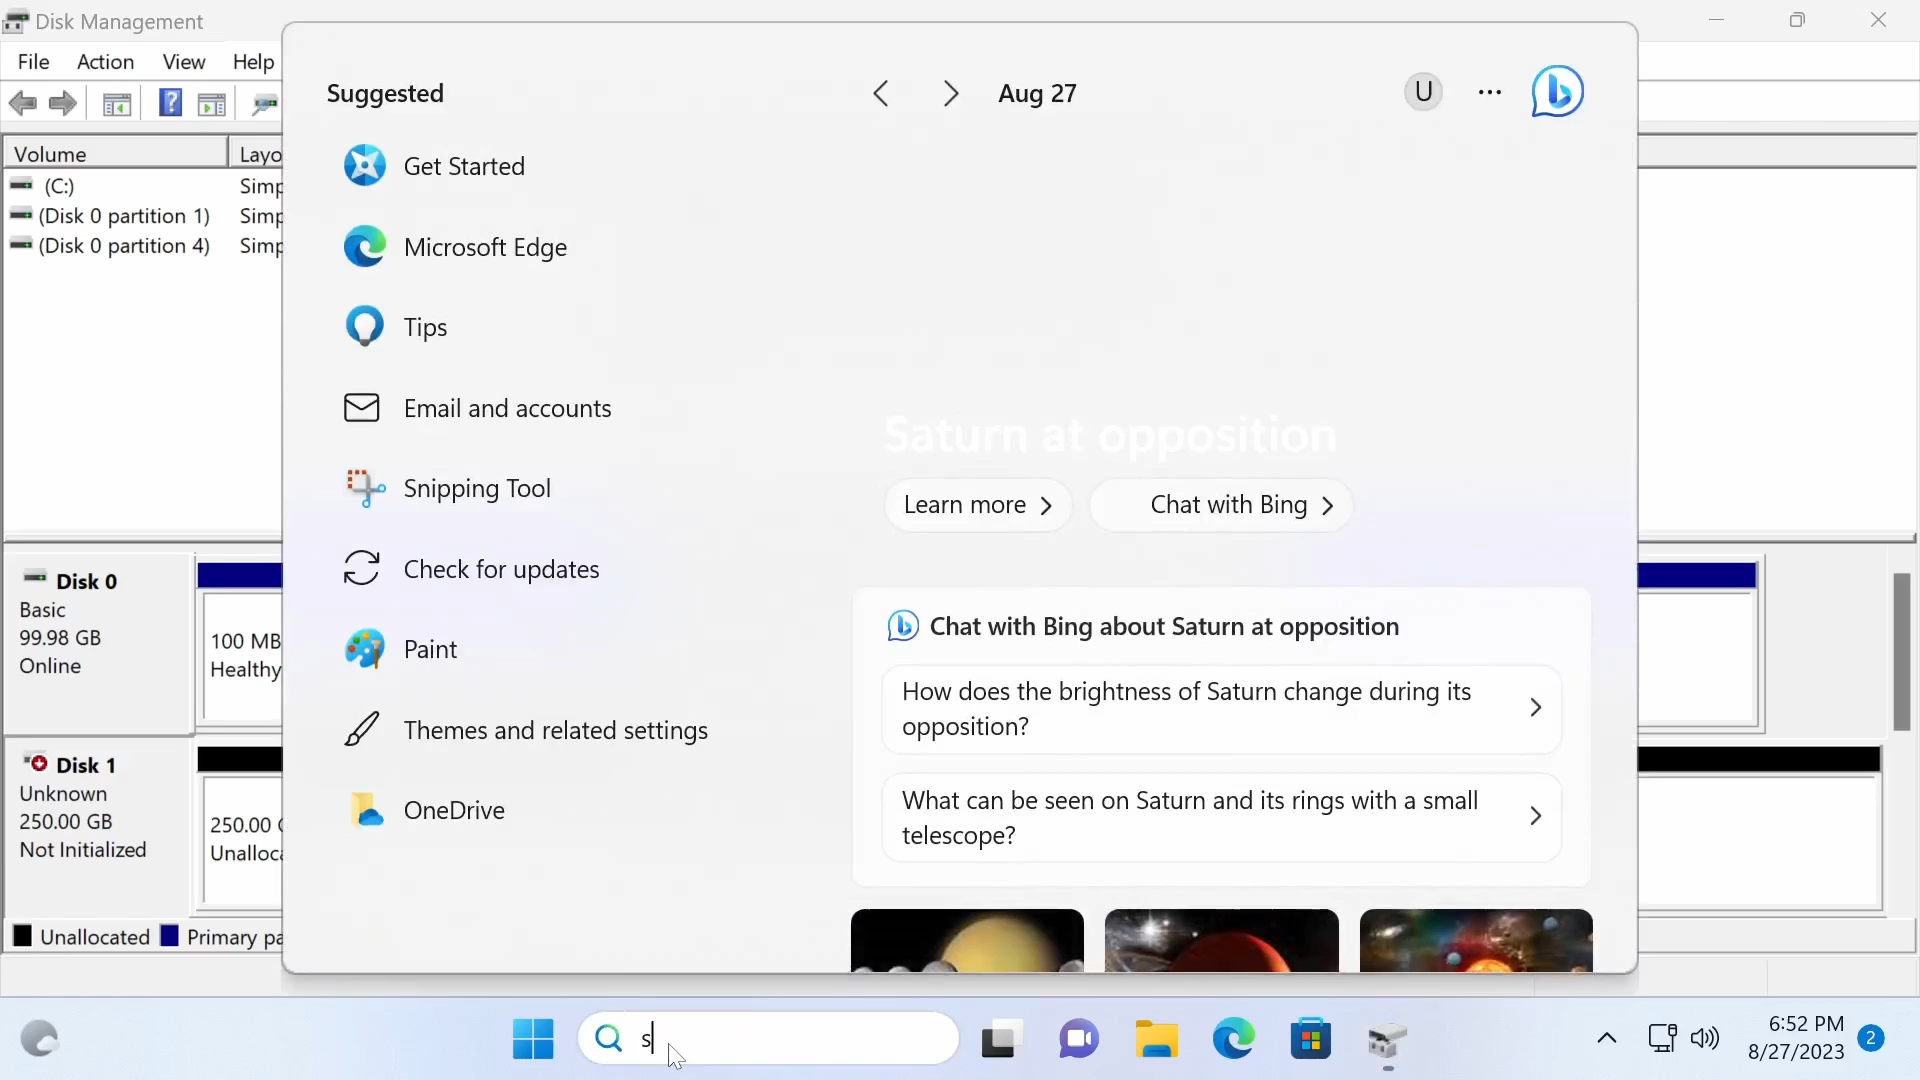 Disk Management
File Action View Help
Volume Layo
(C:) Simp
(Disk 0 partition 1) Simp
(Disk 0 partition 4) Simp
Disk 0
Basic
99.98 GB
Online
100 MB
Healthy
Disk 1
Unknown
250.00 GB
Not Initialized
250.00
Unalloca
Unallocated Primary pa
Suggested
Get Started
Microsoft Edge
Tips
Email and accounts
Snipping Tool
Check for updates
Paint
Themes and related settings
OneDrive
Aug 27
U
Saturn at opposition
Learn more
Chat with Bing
Chat with Bing about Saturn at opposition
How does the brightness of Saturn change during its
opposition?
What can be seen on Saturn and its rings with a small
telescope?
s
6:52 PM
8/27/2023
2